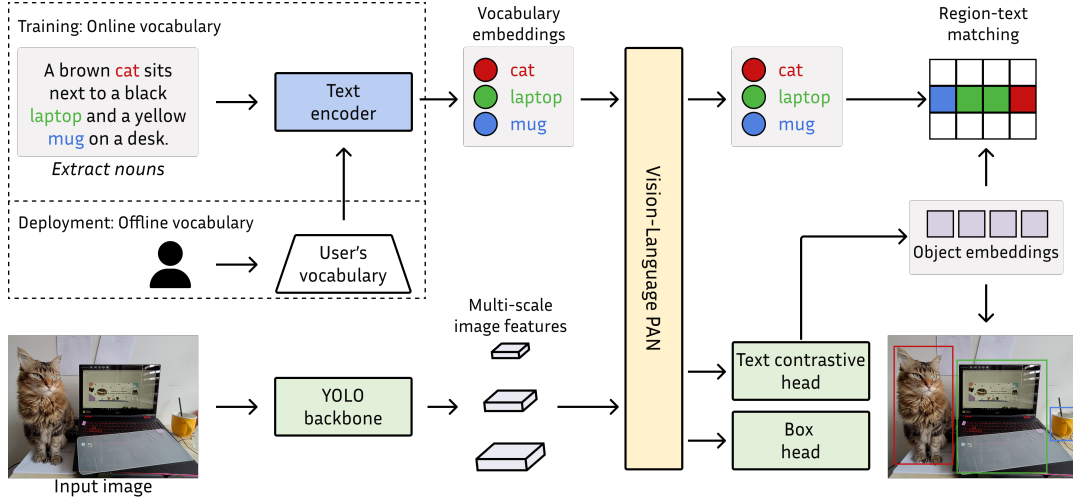 Training: Online vocabulary
A brown cat sits
next to a black
laptop and a yellow
mug on a desk.
Extract nouns
Text
encoder
Deployment: Offline vocabulary
User's
vocabulary
Vocabulary
embeddings
cat
laptop
mug
Vision-Language PAN
cat
laptop
mug
Region-text
matching
Object embeddings
Multi-scale
image features
YOLO
backbone
Text contrastive
head
Box
head
Input image